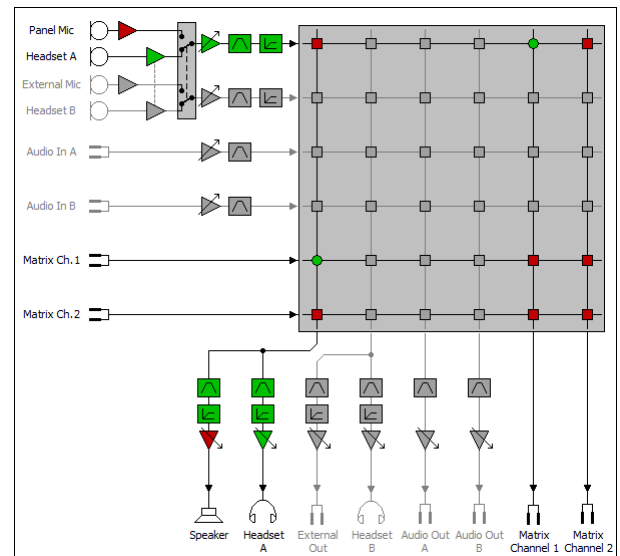 Panel Mic
Headset A
External Mic
Headset B
Audio In A
Audio In B
Matrix Ch.1
Matrix Ch.2
Speaker Headset External Headset Audio Out Audio Out Matrix Matrix
A Out B A B Channel 1 Channel 2